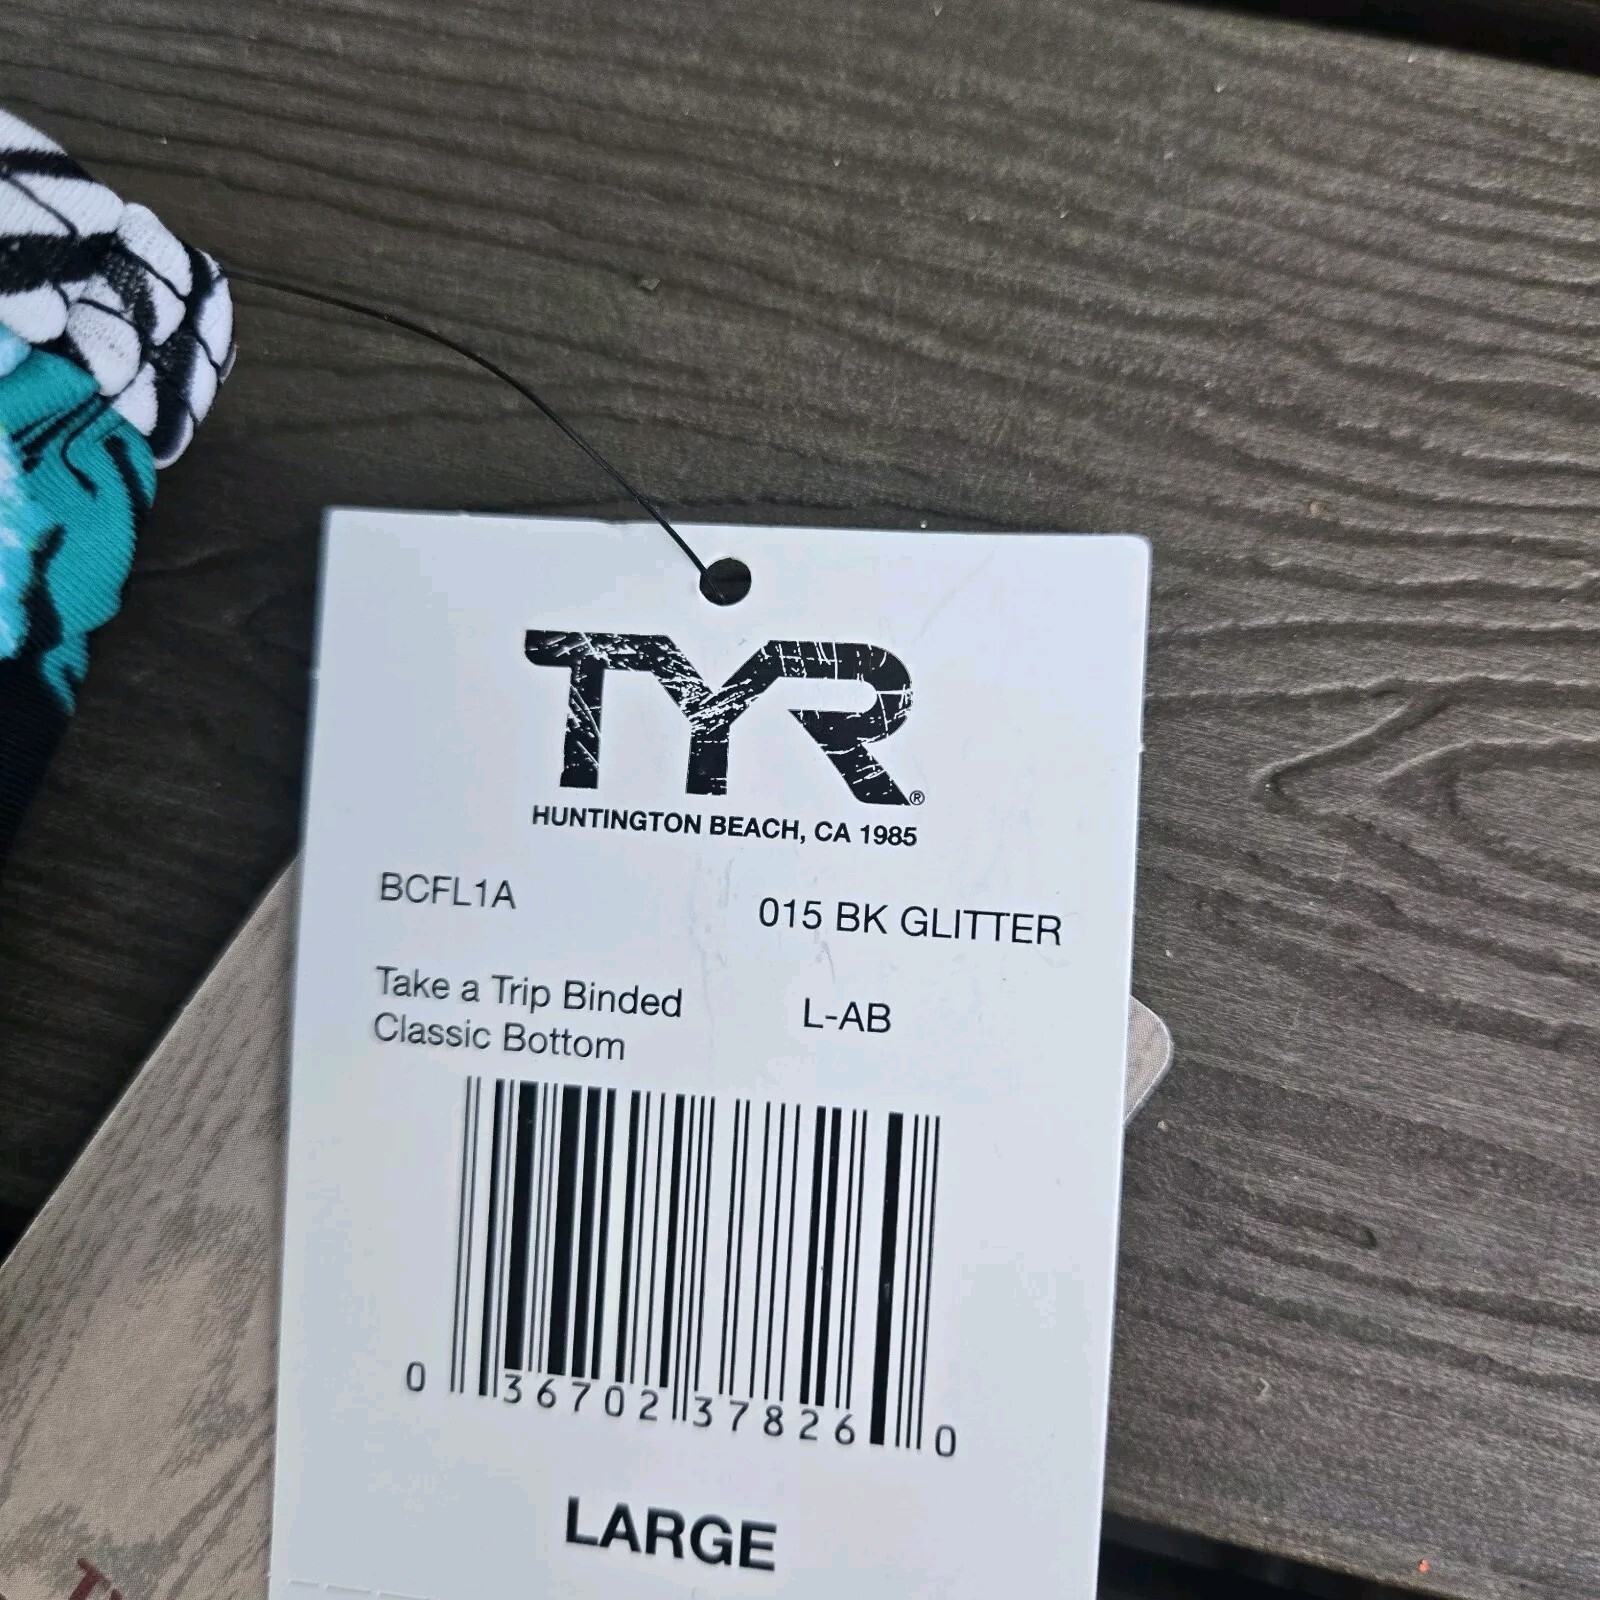 TYR®
HUNTINGTON BEACH, CA 1985
BCFL1A
015 BK GLITTER
Take a Trip Binded
Classic Bottom
L-AB
0 36702 37826 0
LARGE